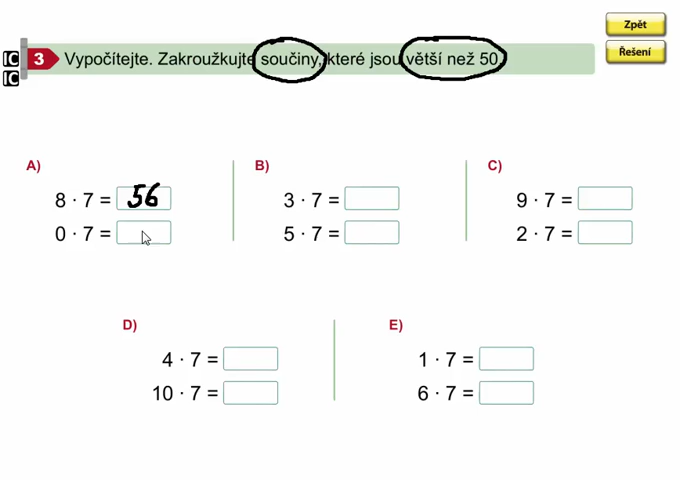 Zpět
Řešení
3 Vypočítejte. Zakroužkujte součiny, které jsou větší než 50.
A)
8 · 7 = 56
0 · 7 =
B)
3 · 7 =
5 · 7 =
C)
9 · 7 =
2 · 7 =
D)
4 · 7 =
10 · 7 =
E)
1 · 7 =
6 · 7 =